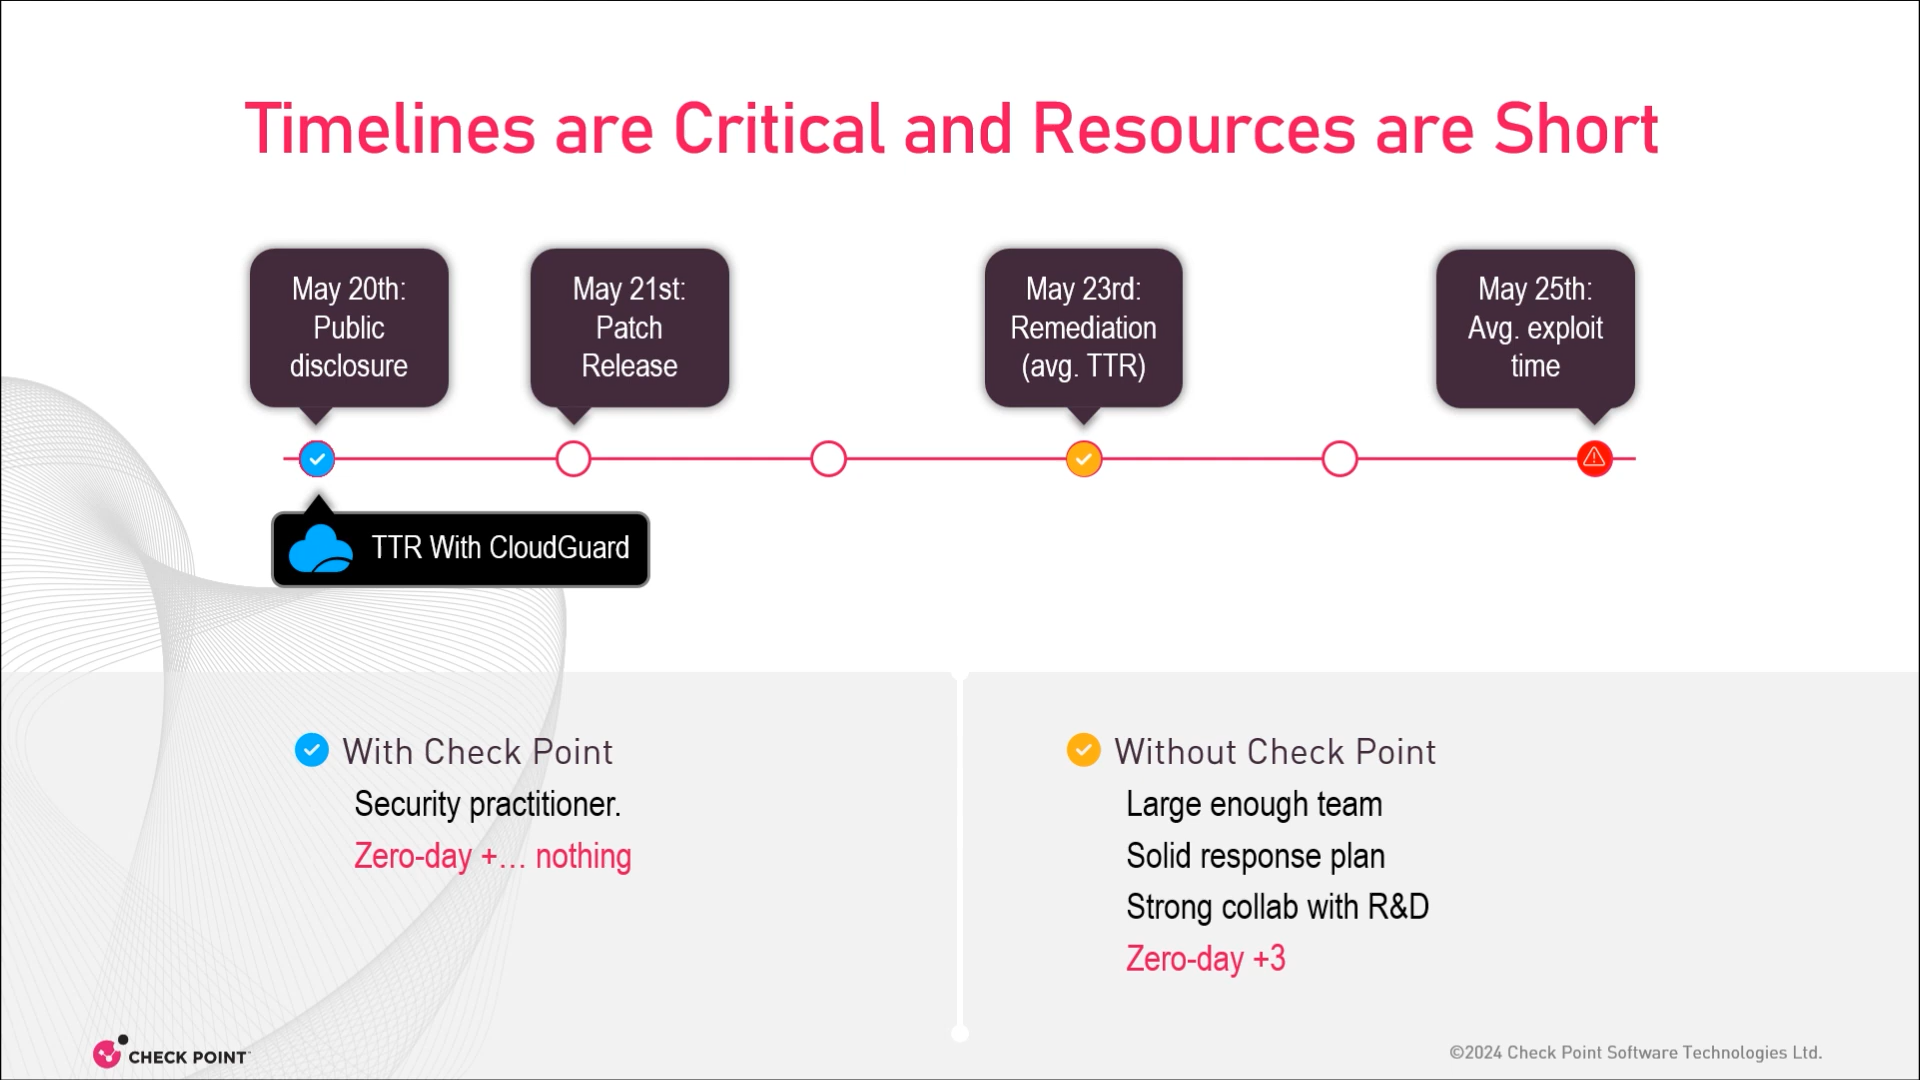 Timelines are Critical and Resources are Short
May 20th:
Public
disclosure
May 21st:
Patch
Release
May 23rd:
Remediation
(avg. TTR)
May 25th:
Avg. exploit
time
TTR With CloudGuard
With Check Point
Security practitioner.
Zero-day +... nothing
Without Check Point
Large enough team
Solid response plan
Strong collab with R&D
Zero-day +3
CHECK POINT
©2024 Check Point Software Technologies Ltd.